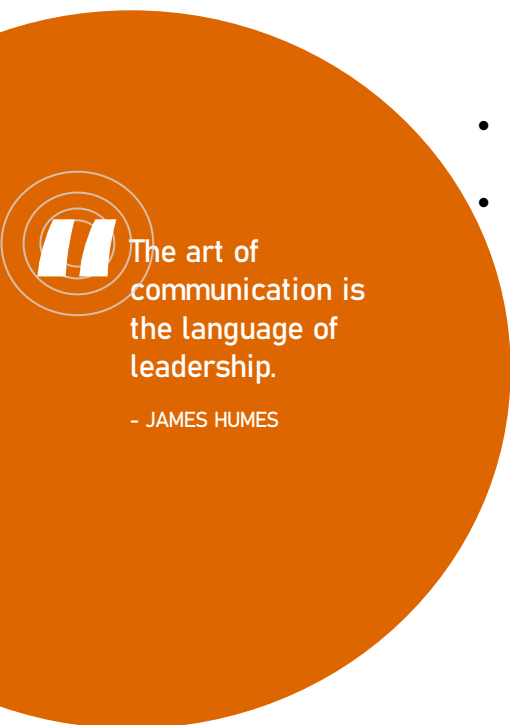 The art of
communication is
the language of
leadership.
- JAMES HUMES